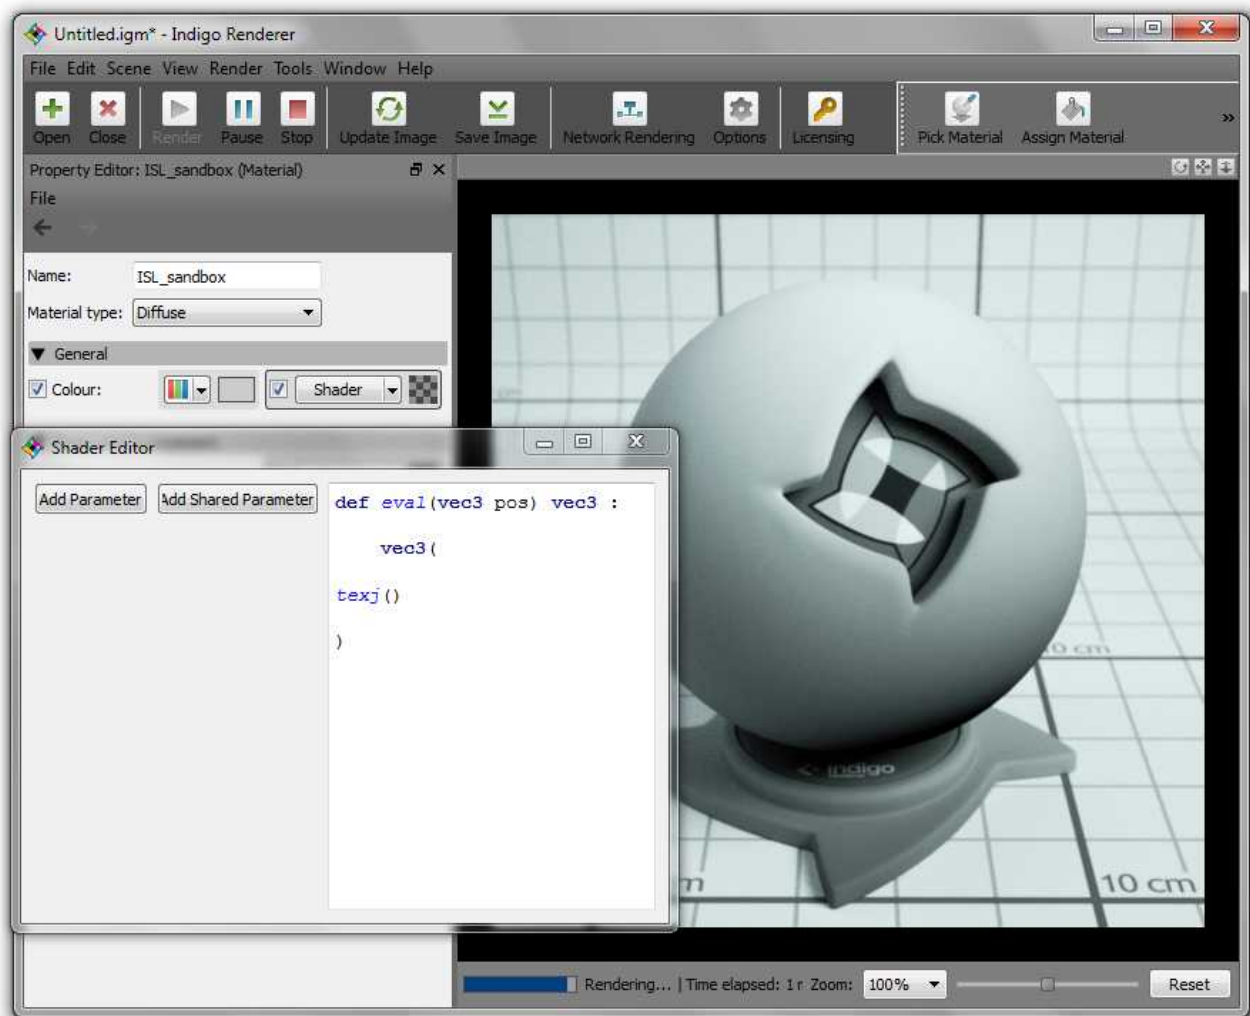 Untitled.igm* - Indigo Renderer
File Edit Scene View Render Tools Window Help
Open Close Render Pause Stop Update Image Save Image Network Rendering Options Licensing Pick Material Assign Material »
Property Editor: ISL_sandbox (Material)
File
Name: ISL_sandbox
Material type: Diffuse
General
Colour: Shader
Shader Editor
Add Parameter Add Shared Parameter
def eval(vec3 pos) vec3 :
vec3(
texj()
)
10 cm
indigo
10 cm
Rendering... | Time elapsed: 1 r Zoom: 100% Reset